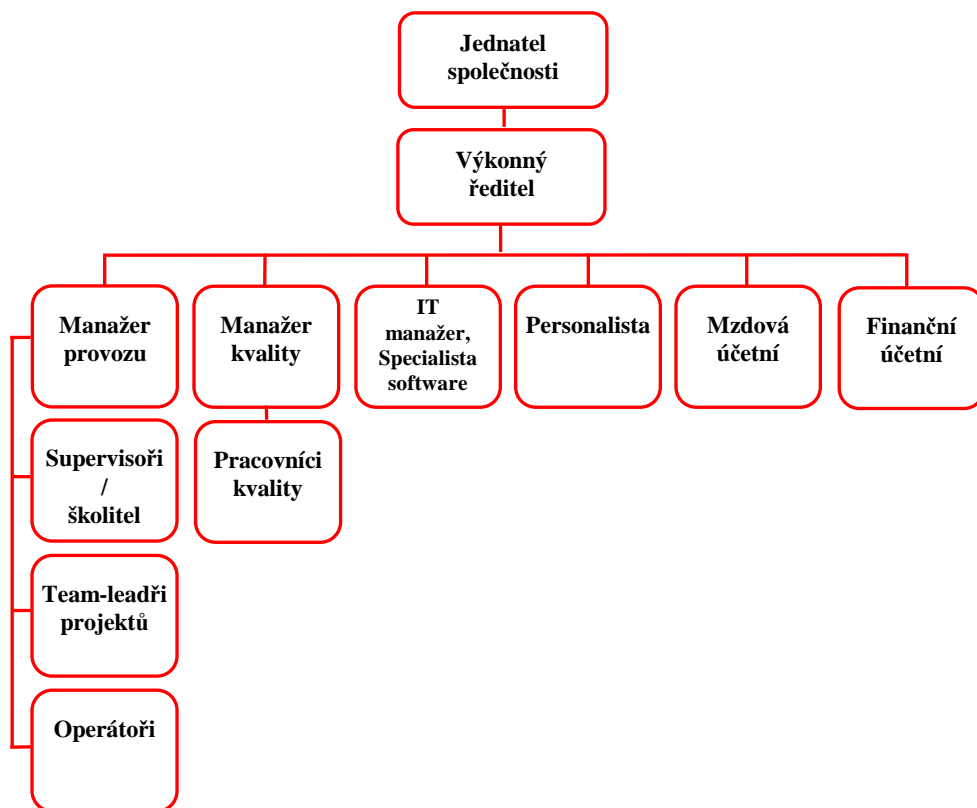 Jednatel
společnosti
Výkonný
ředitel
Manažer
provozu
Manažer
kvality
IT
manažer,
Specialista
software
Personalista
Mzdová
účetní
Finanční
účetní
Supervisoři
/
školitel
Pracovníci
kvality
Team-leadři
projektů
Operátoři